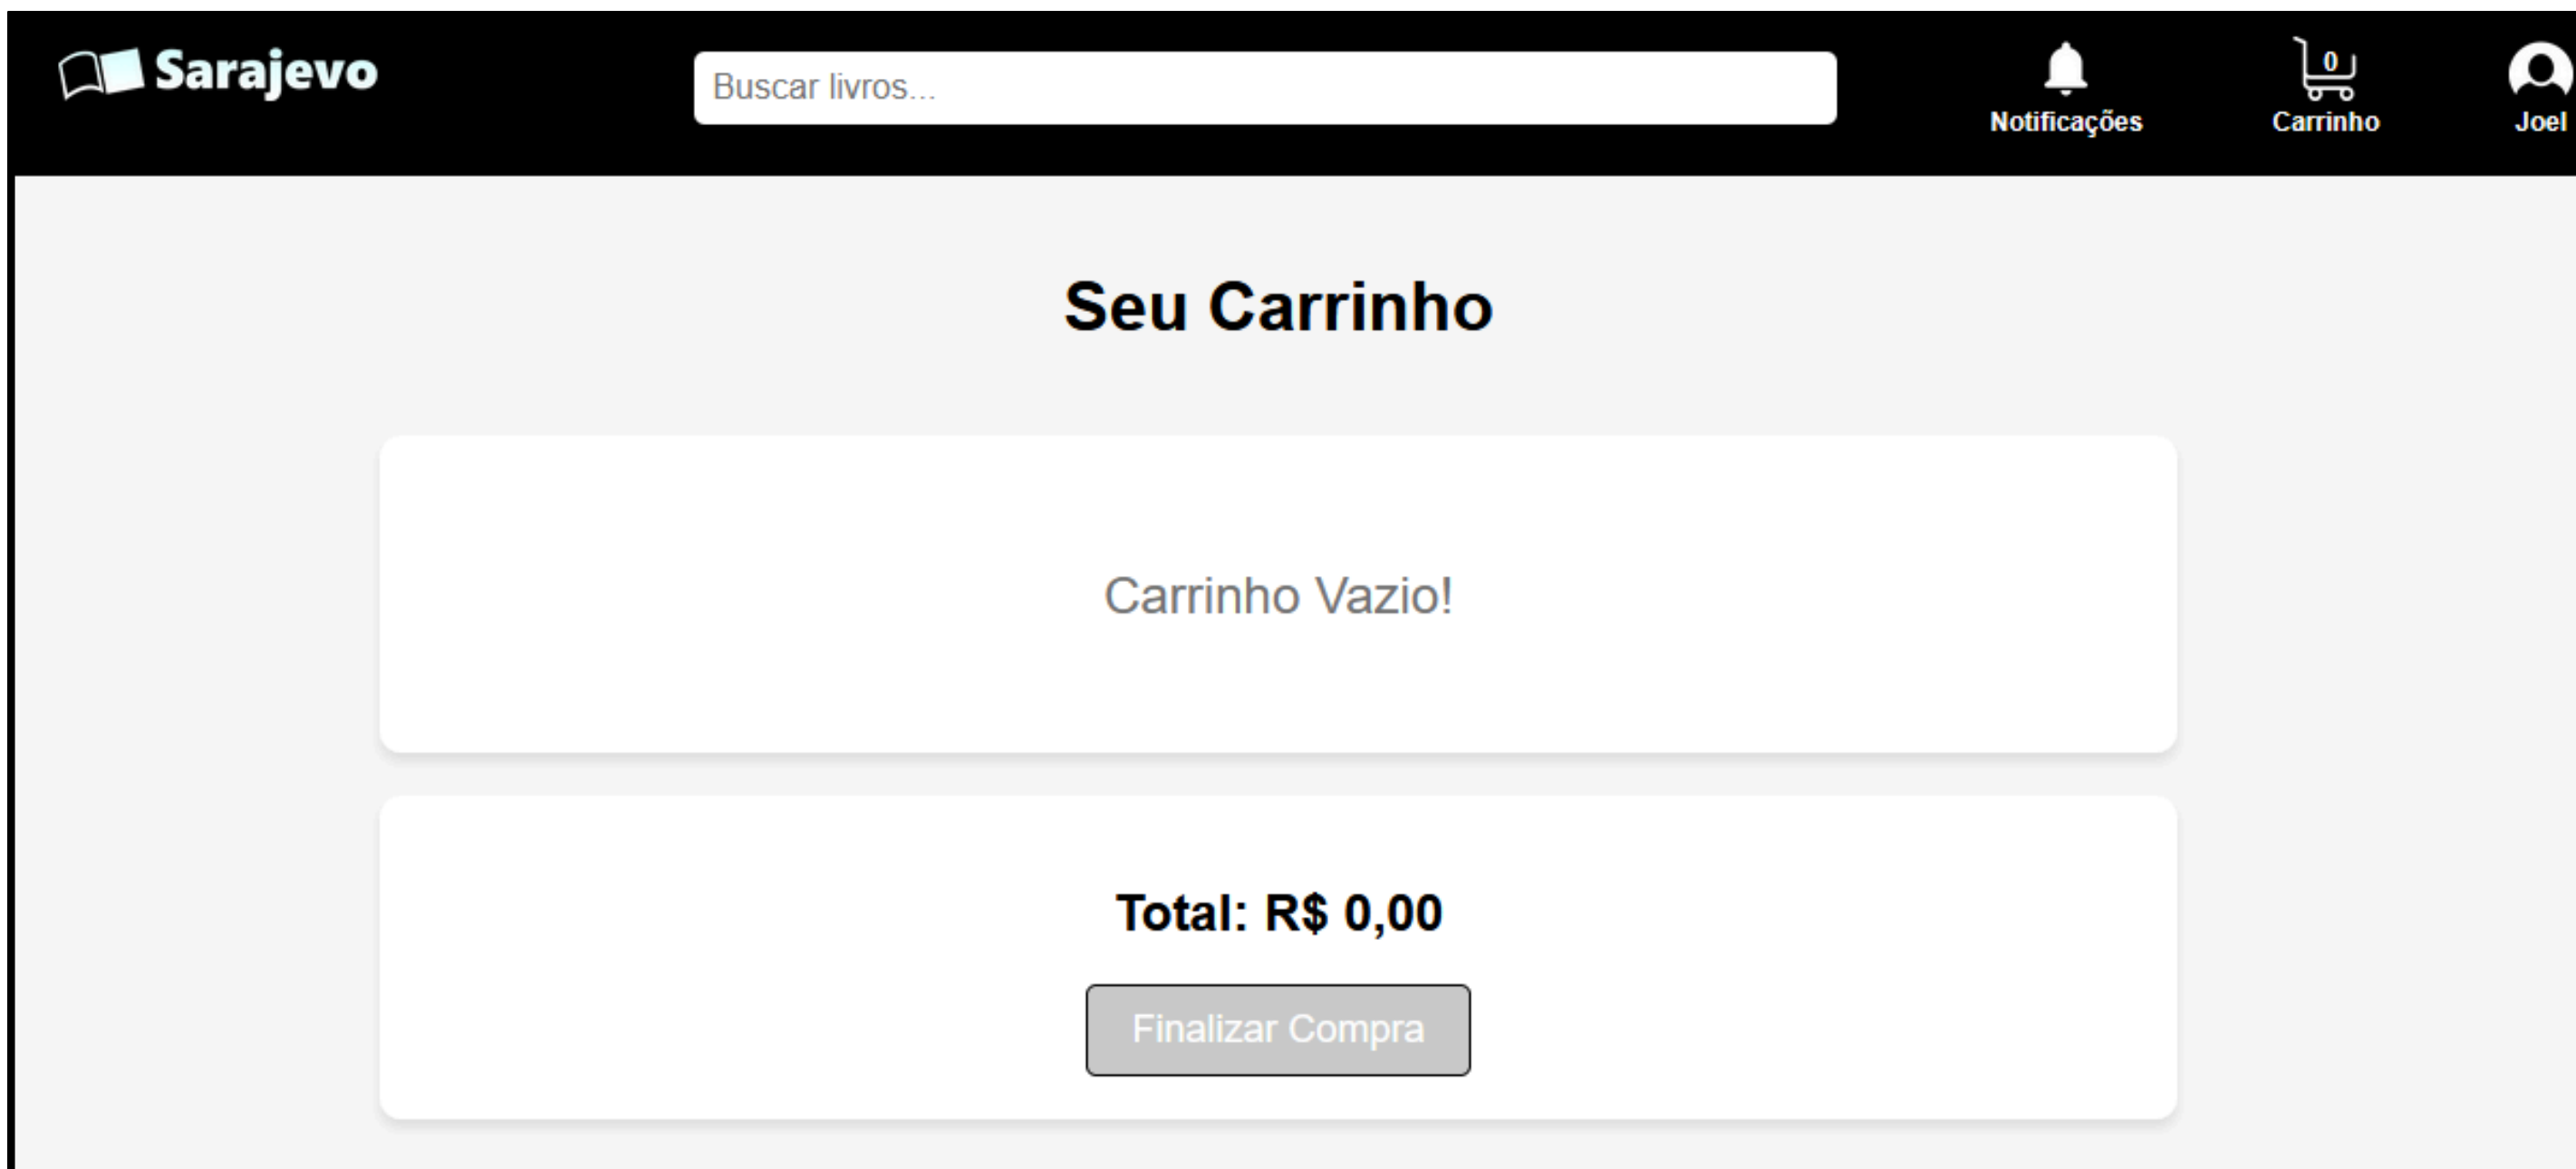 Sarajevo
Buscar livros...
0
Notificações
Carrinho
Joel
Seu Carrinho
Carrinho Vazio!
Total: R$ 0,00
Finalizar Compra